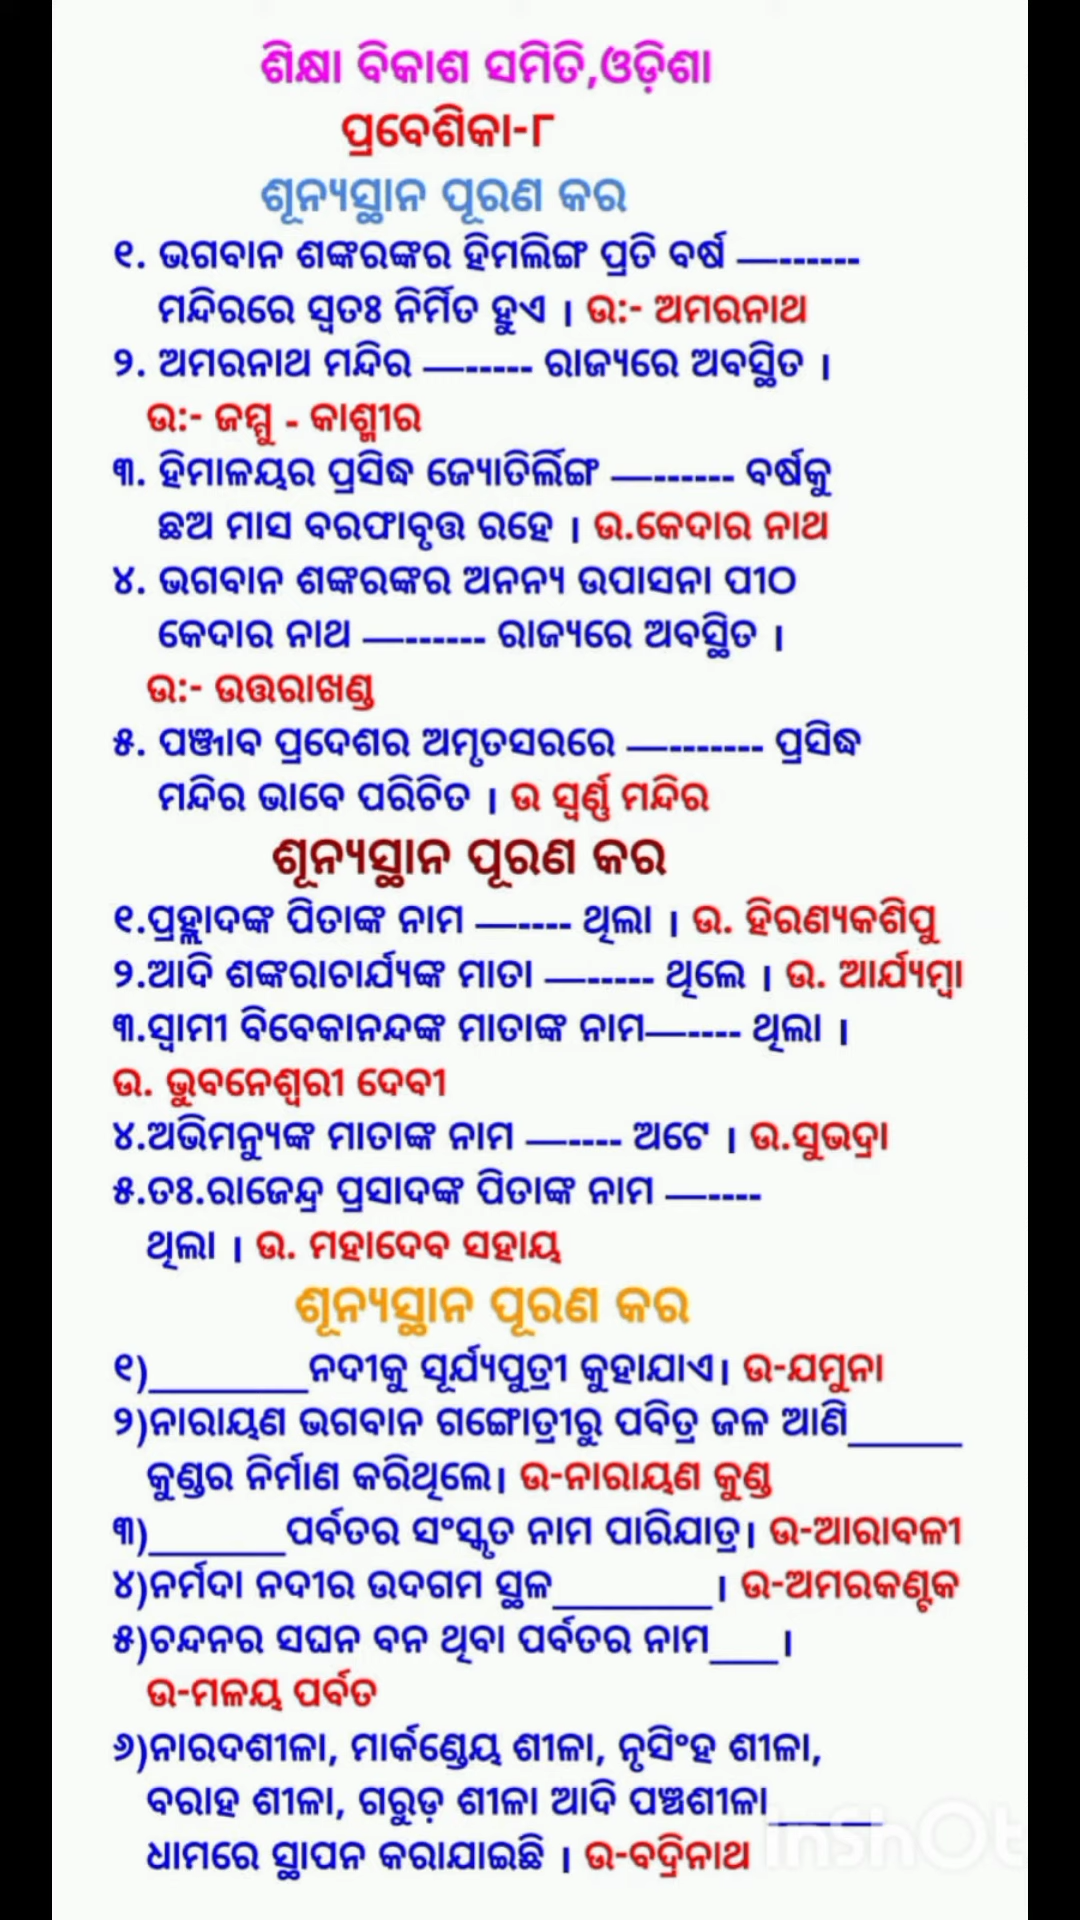 ଶିକ୍ଷା ବିକାଶ ସମିତି,ଓଡ଼ିଶା
ପ୍ରବେଶିକା-୮
ଶୂନ୍ୟସ୍ଥାନ ପୂରଣ କର
୧. ଭଗବାନ ଶଙ୍କରଙ୍କର ହିମଲିଙ୍ଗ ପ୍ରତି ବର୍ଷ —-------
ମନ୍ଦିରରେ ସ୍ୱତଃ ନିର୍ମିତ ହୁଏ । ଉ:- ଅମରନାଥ
୨. ଅମରନାଥ ମନ୍ଦିର —------ ରାଜ୍ୟରେ ଅବସ୍ଥିତ ।
ଉ:- ଜମ୍ମୁ - କାଶ୍ମୀର
୩. ହିମାଳୟର ପ୍ରସିଦ୍ଧ ଜ୍ୟୋତିର୍ଲିଙ୍ଗ —------- ବର୍ଷକୁ
ଛଅ ମାସ ବରଫାବୃତ୍ତ ରହେ । ଉ.କେଦାର ନାଥ
୪. ଭଗବାନ ଶଙ୍କରଙ୍କର ଅନନ୍ୟ ଉପାସନା ପୀଠ
କେଦାର ନାଥ —------- ରାଜ୍ୟରେ ଅବସ୍ଥିତ ।
ଉ:- ଉତ୍ତରାଖଣ୍ଡ
୫. ପଞ୍ଜାବ ପ୍ରଦେଶର ଅମୃତସରରେ —-------- ପ୍ରସିଦ୍ଧ
ମନ୍ଦିର ଭାବେ ପରିଚିତ । ଉ ସ୍ୱର୍ଣ୍ଣ ମନ୍ଦିର
ଶୂନ୍ୟସ୍ଥାନ ପୂରଣ କର
୧.ପ୍ରହ୍ଲାଦଙ୍କ ପିତାଙ୍କ ନାମ —---- ଥିଲା । ଉ. ହିରଣ୍ୟକଶିପୁ
୨.ଆଦି ଶଙ୍କରାଚାର୍ଯ୍ୟଙ୍କ ମାତା —----- ଥିଲେ । ଉ. ଆର୍ଯ୍ୟମ୍ବା
୩.ସ୍ୱାମୀ ବିବେକାନନ୍ଦଙ୍କ ମାତାଙ୍କ ନାମ—---- ଥିଲା ।
ଉ. ଭୁବନେଶ୍ୱରୀ ଦେବୀ
୪.ଅଭିମନ୍ୟୁଙ୍କ ମାତାଙ୍କ ନାମ —---- ଅଟେ । ଉ.ସୁଭଦ୍ରା
୫.ତଃ.ରାଜେନ୍ଦ୍ର ପ୍ରସାଦଙ୍କ ପିତାଙ୍କ ନାମ —----
ଥିଲା । ଉ. ମହାଦେବ ସହାୟ
ଶୂନ୍ୟସ୍ଥାନ ପୂରଣ କର
୧)_______ନଦୀକୁ ସୂର୍ଯ୍ୟପୁତ୍ରୀ କୁହାଯାଏ। ଉ-ଯମୁନା
୨)ନାରାୟଣ ଭଗବାନ ଗଙ୍ଗୋତ୍ରୀରୁ ପବିତ୍ର ଜଳ ଆଣି_____
କୁଣ୍ଡର ନିର୍ମାଣ କରିଥିଲେ। ଉ-ନାରାୟଣ କୁଣ୍ଡ
୩)______ପର୍ବତର ସଂସ୍କୃତ ନାମ ପାରିଯାତ୍ର। ଉ-ଆରାବଳୀ
୪)ନର୍ମଦା ନଦୀର ଉଦଗମ ସ୍ଥଳ_______। ଉ-ଅମରକଣ୍ଟକ
୫)ଚନ୍ଦନର ସଘନ ବନ ଥିବା ପର୍ବତର ନାମ___।
ଉ-ମଳୟ ପର୍ବତ
୬)ନାରଦଶୀଳା, ମାର୍କଣ୍ଡେୟ ଶୀଳା, ନୃସିଂହ ଶୀଳା,
ବରାହ ଶୀଳା, ଗରୁଡ଼ ଶୀଳା ଆଦି ପଞ୍ଚଶୀଳା_____
ଧାମରେ ସ୍ଥାପନ କରାଯାଇଛି । ଉ-ବଦ୍ରିନାଥ
InShOt